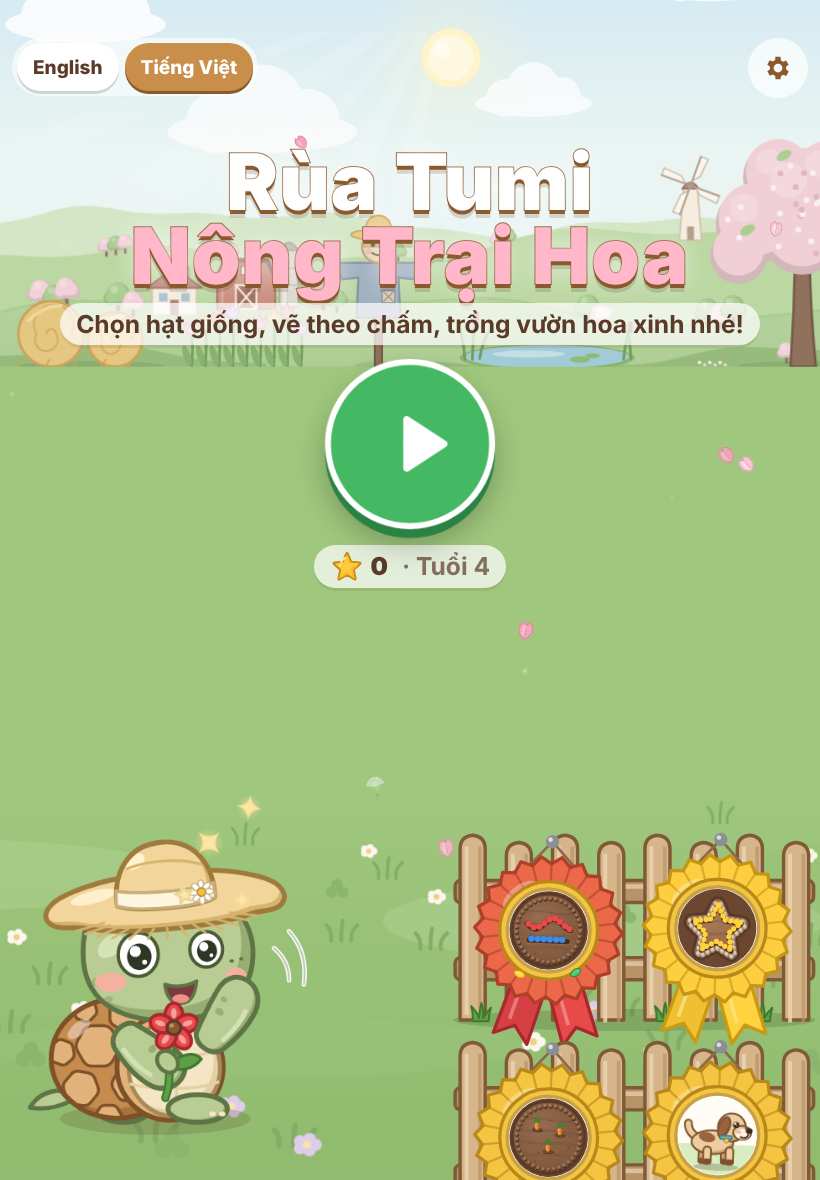 English
Tiếng Việt
Rùa Tumi
Nông Trại Hoa
Chọn hạt giống, vẽ theo chấm, trồng vườn hoa xinh nhé!
0 · Tuổi 4